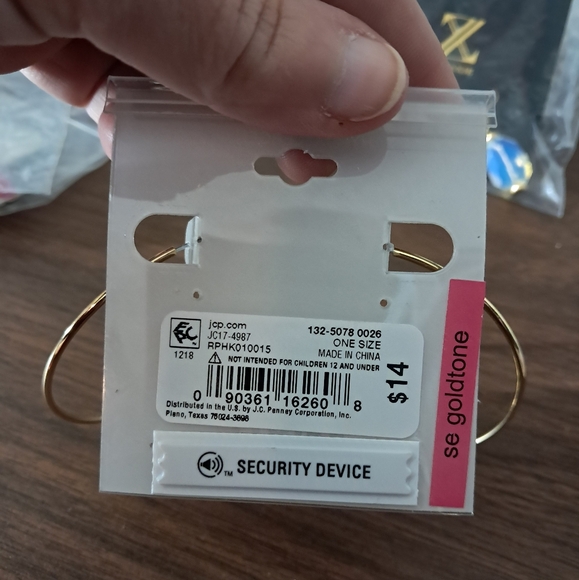 jcp.com
JC17-4987
RPHK010015
1218
132-5078 0026
ONE SIZE
MADE IN CHINA
NOT INTENDED FOR CHILDREN 12 AND UNDER
0 90361 16260 8
$14
Distributed in the U.S. by J.C. Penney Corporation, Inc.
Plano, Texas 75024-3698
TM SECURITY DEVICE
se goldtone